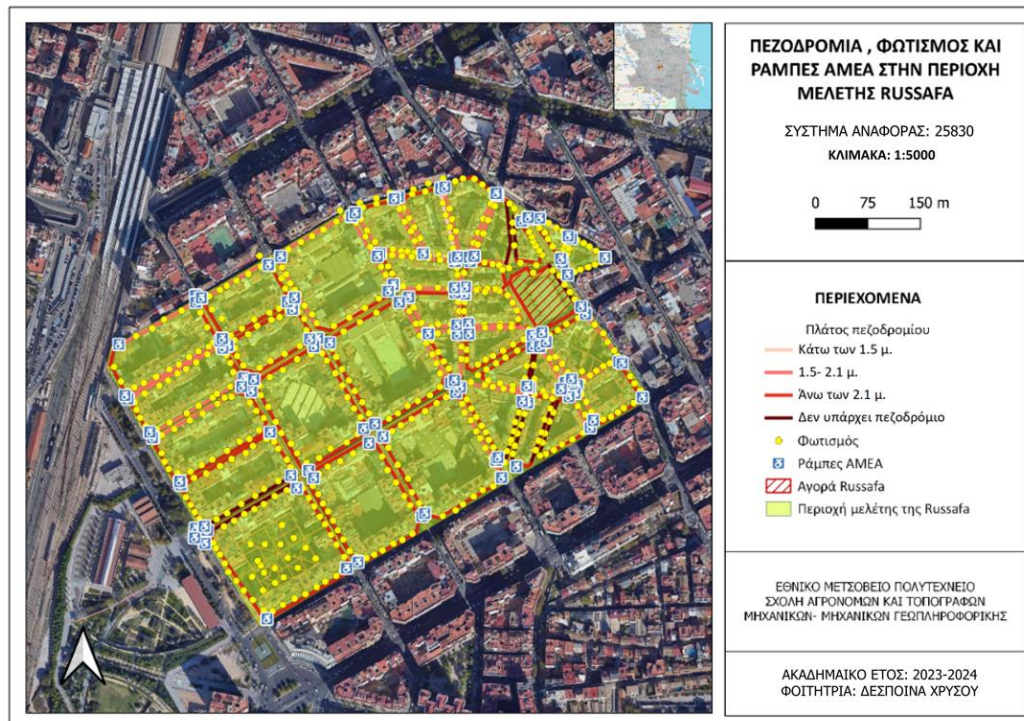 ΠΕΖΟΔΡΟΜΙΑ , ΦΩΤΙΣΜΟΣ ΚΑΙ
ΡΑΜΠΕΣ ΑΜΕΑ ΣΤΗΝ ΠΕΡΙΟΧΗ
ΜΕΛΕΤΗΣ RUSSAFA
ΣΥΣΤΗΜΑ ΑΝΑΦΟΡΑΣ: 25830
ΚΛΙΜΑΚΑ: 1:5000
0 75 150 m
ΠΕΡΙΕΧΟΜΕΝΑ
Πλάτος πεζοδρομίου
Κάτω των 1.5 μ.
1.5- 2.1 μ.
Άνω των 2.1 μ.
Δεν υπάρχει πεζοδρόμιο
Φωτισμός
Ράμπες ΑΜΕΑ
Αγορά Russafa
Περιοχή μελέτης της Russafa
ΕΘΝΙΚΟ ΜΕΤΣΟΒΕΙΟ ΠΟΛΥΤΕΧΝΕΙΟ
ΣΧΟΛΗ ΑΓΡΟΝΟΜΩΝ ΚΑΙ ΤΟΠΟΓΡΑΦΩΝ
ΜΗΧΑΝΙΚΩΝ- ΜΗΧΑΝΙΚΩΝ ΓΕΩΠΛΗΡΟΦΟΡΙΚΗΣ
ΑΚΑΔΗΜΑΙΚΟ ΕΤΟΣ: 2023-2024
ΦΟΙΤΗΤΡΙΑ: ΔΕΣΠΟΙΝΑ ΧΡΥΣΟΥ